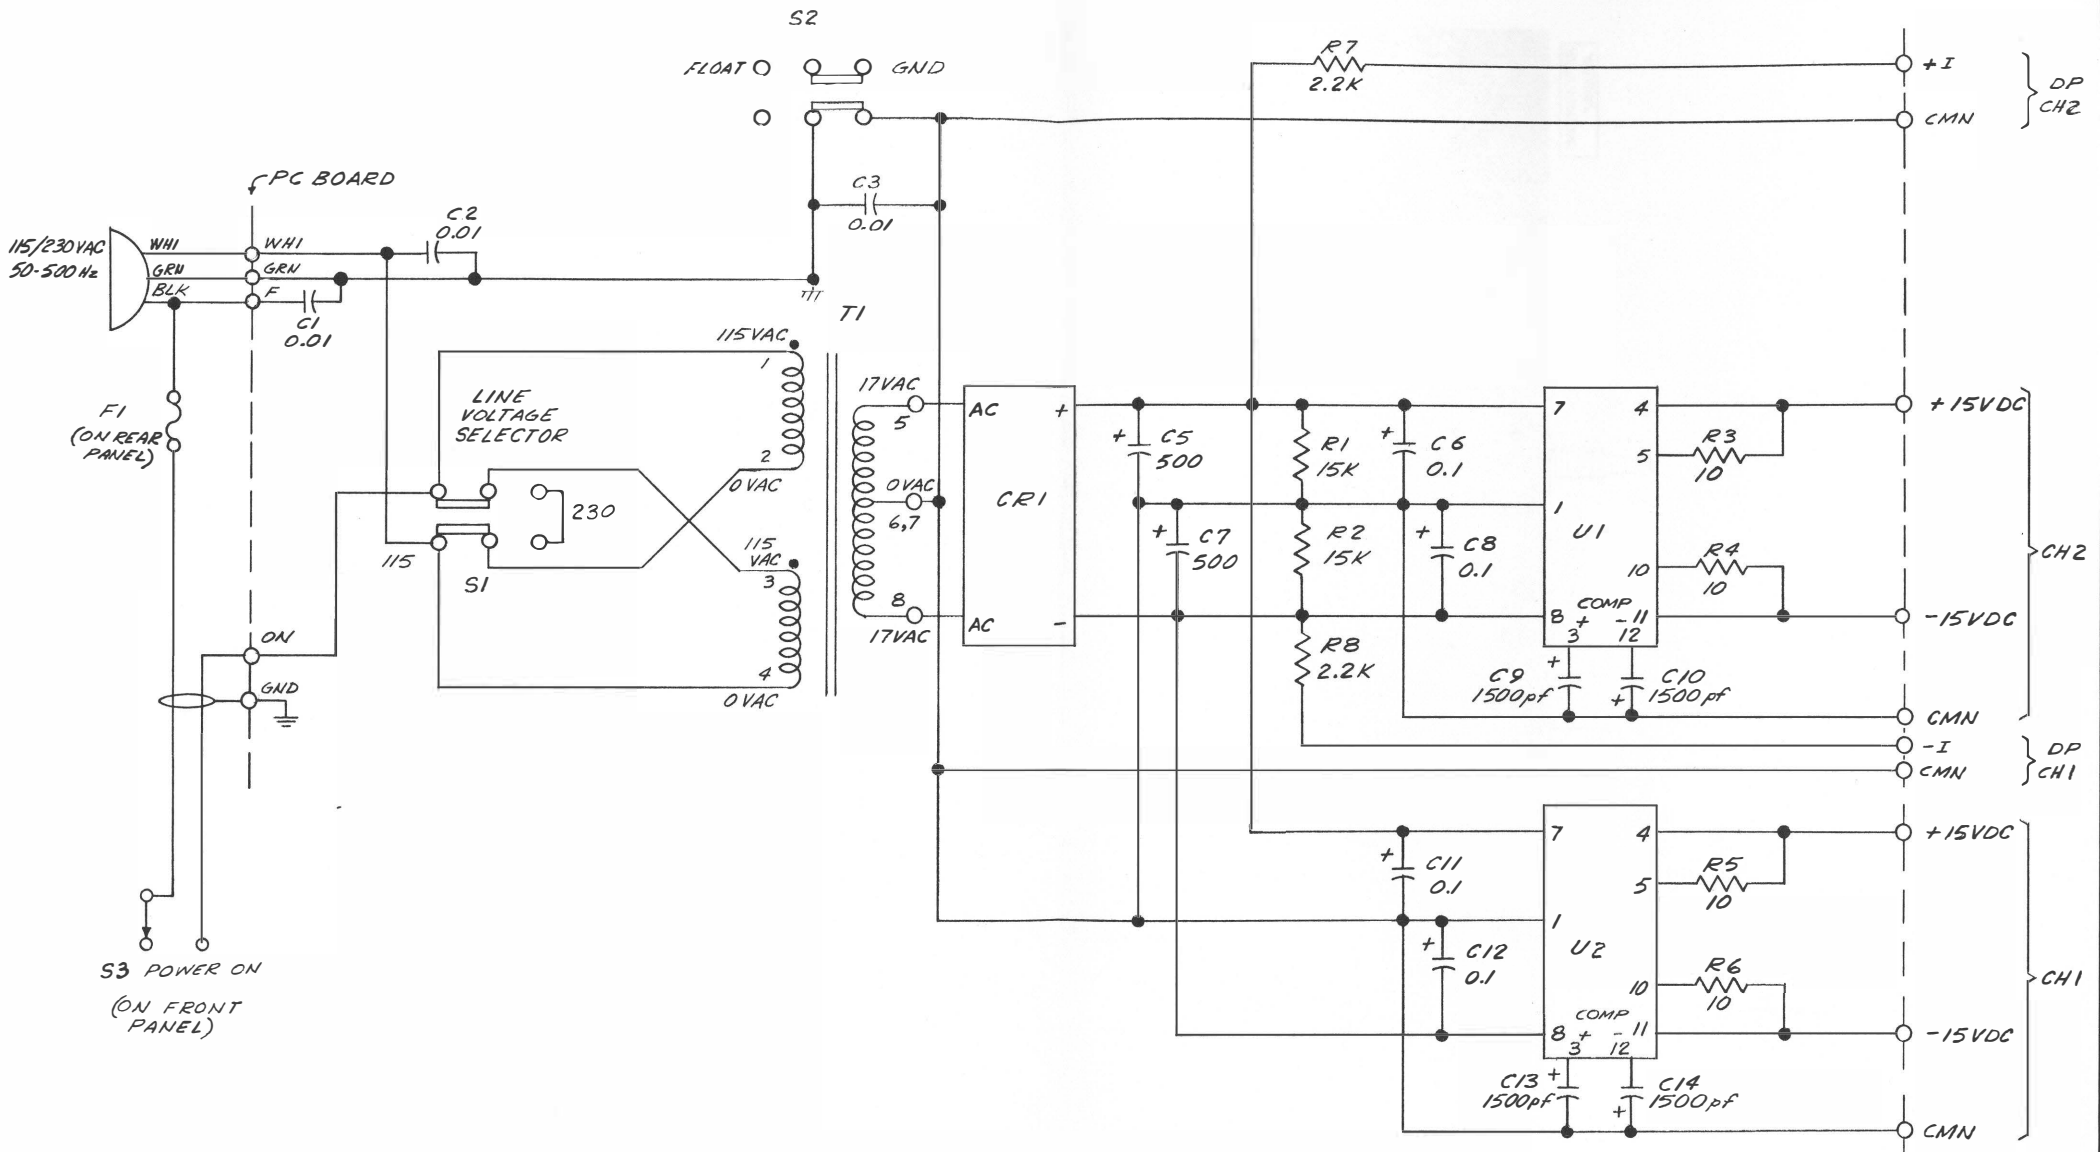 S2
FLOAT
GND
R7
2.2K
+I
CMN
DP
CH2
PC BOARD
C3
0.01
C2
0.01
115/230VAC
50-500Hz
WHI
GRN
BLK
WHI
GRN
F
C1
0.01
T1
115VAC
1
2
0VAC
115
VAC
3
4
0VAC
17VAC
5
0VAC
6,7
8
17VAC
F1
(ON REAR
PANEL)
LINE
VOLTAGE
SELECTOR
230
115
S1
ON
GND
S3 POWER ON
(ON FRONT
PANEL)
AC
+
CR1
AC
-
+
C5
500
+
C7
500
R1
15K
R2
15K
R8
2.2K
+
C6
0.1
+
C8
0.1
7
4
5
1
U1
10
8
COMP
+
-
11
3
12
R3
10
R4
10
+
C9
1500pf
+
C10
1500pf
+15VDC
-15VDC
CH2
CMN
-I
CMN
DP
CH1
+
C11
0.1
+
C12
0.1
7
4
5
1
U2
10
8
COMP
+
-
11
3
12
R5
10
R6
10
C13
+
1500pf
C14
+
1500pf
+15VDC
-15VDC
CH1
CMN